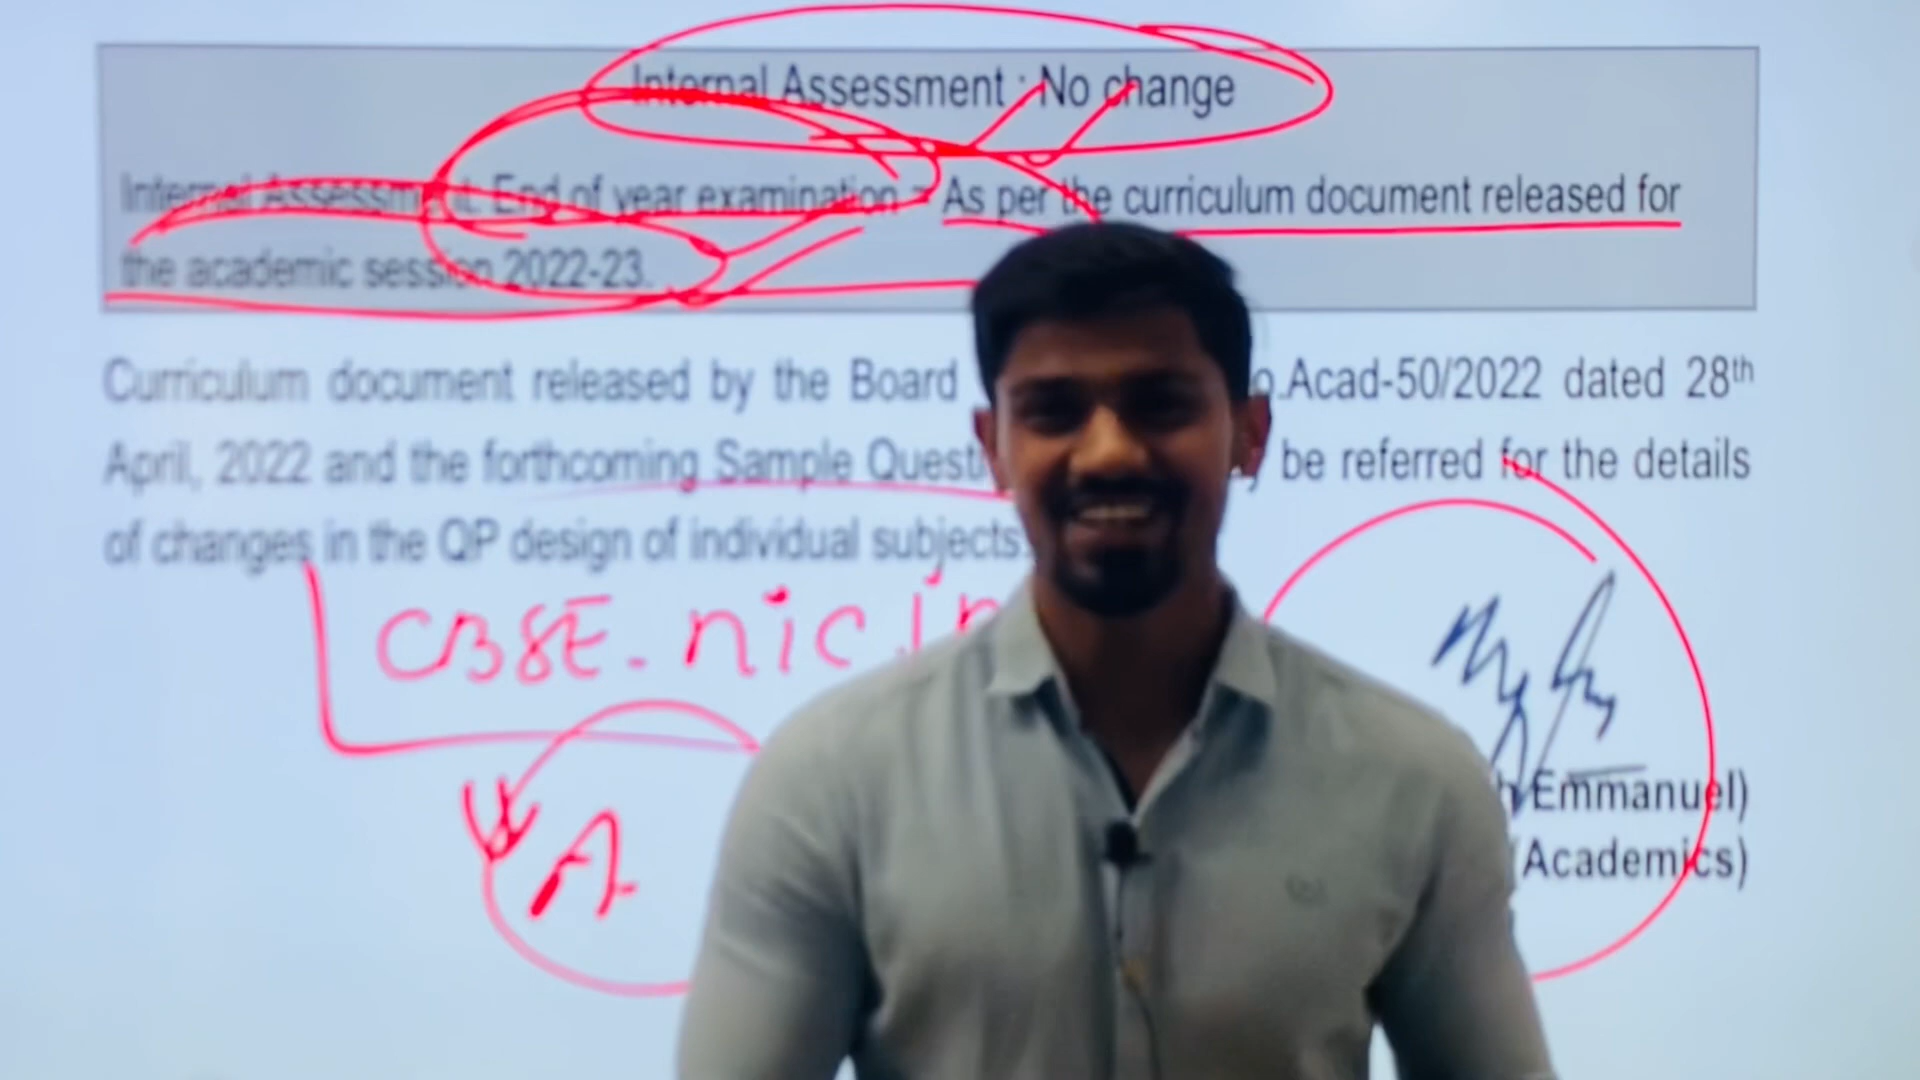 Internal Assessment : No change
Internal Assessment: End of year examination = As per the curriculum document released for
the academic session 2022-23.
Curriculum document released by the Board o.Acad-50/2022 dated 28th
April, 2022 and the forthcoming Sample Questi y be referred for the details
of changes in the QP design of individual subjects.
CBSE.nic.in
A
Emmanuel)
(Academics)